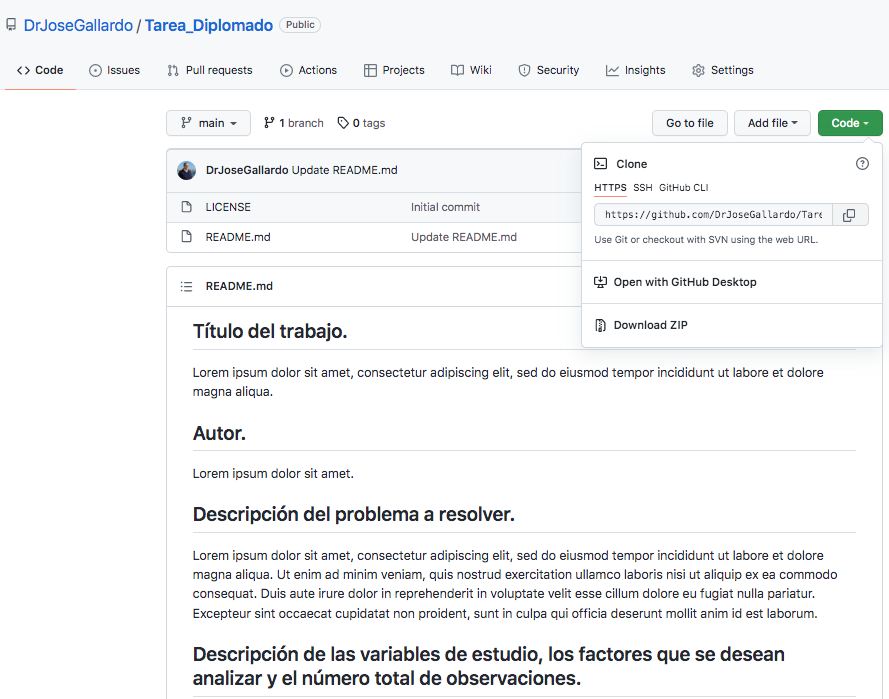 DrJoseGallardo / Tarea_Diplomado Public
Code Issues Pull requests Actions Projects Wiki Security Insights Settings
main 1 branch 0 tags Go to file Add file Code
DrJoseGallardo Update README.md
LICENSE Initial commit
README.md Update README.md
Clone
HTTPS SSH GitHub CLI
https://github.com/DrJoseGallardo/Tare
Use Git or checkout with SVN using the web URL.
Open with GitHub Desktop
Download ZIP
README.md
Título del trabajo.
Lorem ipsum dolor sit amet, consectetur adipiscing elit, sed do eiusmod tempor incididunt ut labore et dolore
magna aliqua.
Autor.
Lorem ipsum dolor sit amet.
Descripción del problema a resolver.
Lorem ipsum dolor sit amet, consectetur adipiscing elit, sed do eiusmod tempor incididunt ut labore et dolore
magna aliqua. Ut enim ad minim veniam, quis nostrud exercitation ullamco laboris nisi ut aliquip ex ea commodo
consequat. Duis aute irure dolor in reprehenderit in voluptate velit esse cillum dolore eu fugiat nulla pariatur.
Excepteur sint occaecat cupidatat non proident, sunt in culpa qui officia deserunt mollit anim id est laborum.
Descripción de las variables de estudio, los factores que se desean
analizar y el número total de observaciones.